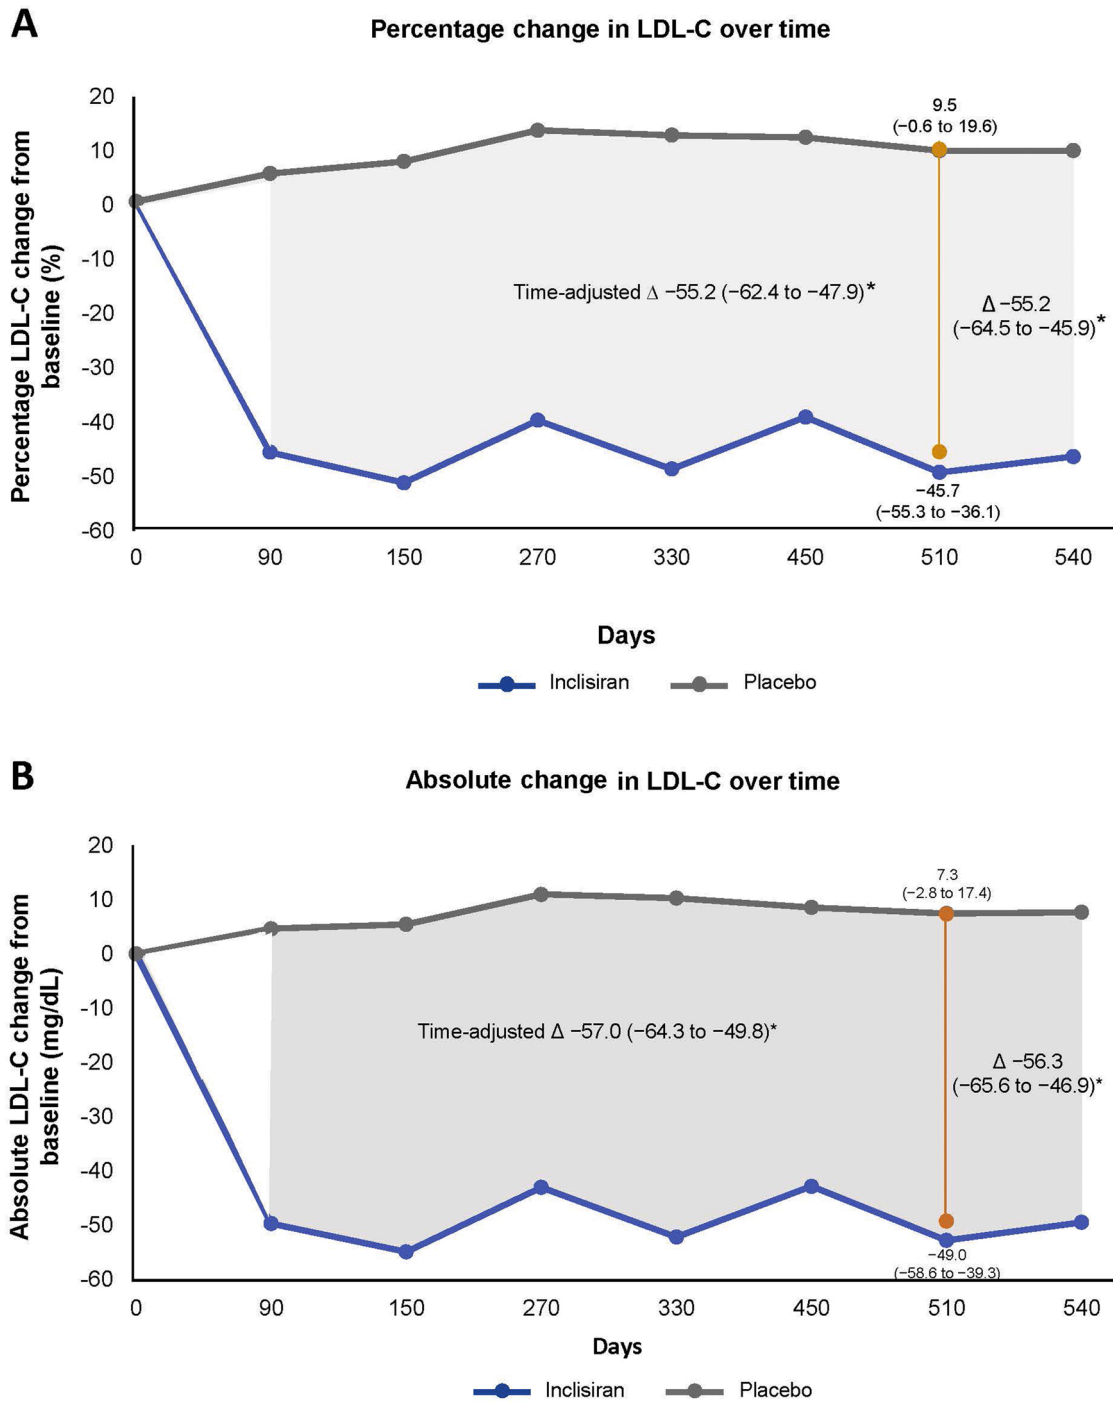 A
Percentage change in LDL-C over time
Percentage LDL-C change from
baseline (%)
20
10
0
-10
-20
-30
-40
-50
-60
9.5
(−0.6 to 19.6)
Time-adjusted Δ −55.2 (−62.4 to −47.9)*
Δ −55.2
(−64.5 to −45.9)*
−45.7
(−55.3 to −36.1)
0 90 150 270 330 450 510 540
Days
Inclisiran Placebo
B
Absolute change in LDL-C over time
Absolute LDL-C change from
baseline (mg/dL)
20
10
0
-10
-20
-30
-40
-50
-60
7.3
(−2.8 to 17.4)
Time-adjusted Δ −57.0 (−64.3 to −49.8)*
Δ −56.3
(−65.6 to −46.9)*
−49.0
(−58.6 to −39.3)
0 90 150 270 330 450 510 540
Days
Inclisiran Placebo